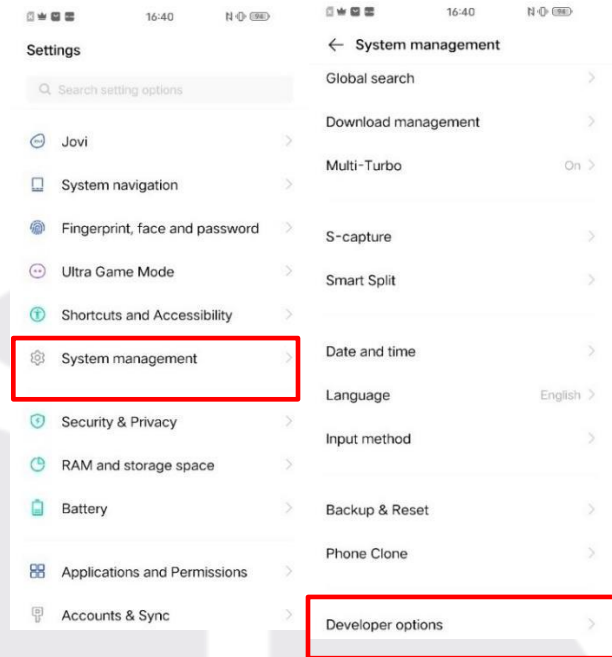 16:40
Settings
Search setting options
Jovi
System navigation
Fingerprint, face and password
Ultra Game Mode
Shortcuts and Accessibility
System management
Security & Privacy
RAM and storage space
Battery
Applications and Permissions
Accounts & Sync
16:40
System management
Global search
Download management
Multi-Turbo On
S-capture
Smart Split
Date and time
Language English
Input method
Backup & Reset
Phone Clone
Developer options